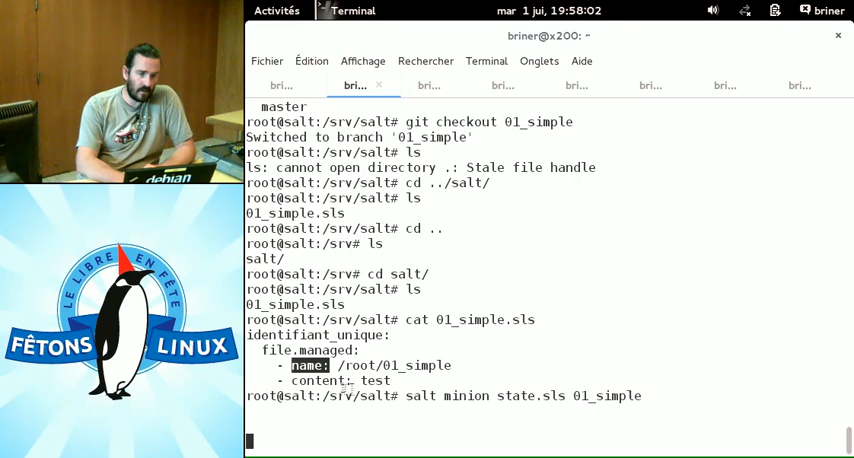 Activités
Terminal
mar 1 jui, 19:58:02
briner
briner@x200: ~
×
Fichier Édition Affichage Rechercher Terminal Onglets Aide
bri... bri... × bri... bri... bri... bri... bri... bri...
master
root@salt:/srv/salt# git checkout 01_simple
Switched to branch '01_simple'
root@salt:/srv/salt# ls
ls: cannot open directory .: Stale file handle
root@salt:/srv/salt# cd ../salt/
root@salt:/srv/salt# ls
01_simple.sls
root@salt:/srv/salt# cd ..
root@salt:/srv# ls
salt/
root@salt:/srv# cd salt/
root@salt:/srv/salt# ls
01_simple.sls
root@salt:/srv/salt# cat 01_simple.sls
identifiant_unique:
file.managed:
- name: /root/01_simple
- content: test
root@salt:/srv/salt# salt minion state.sls 01_simple
debian
LE LIBRE EN FÊTE
FÊTONS LINUX